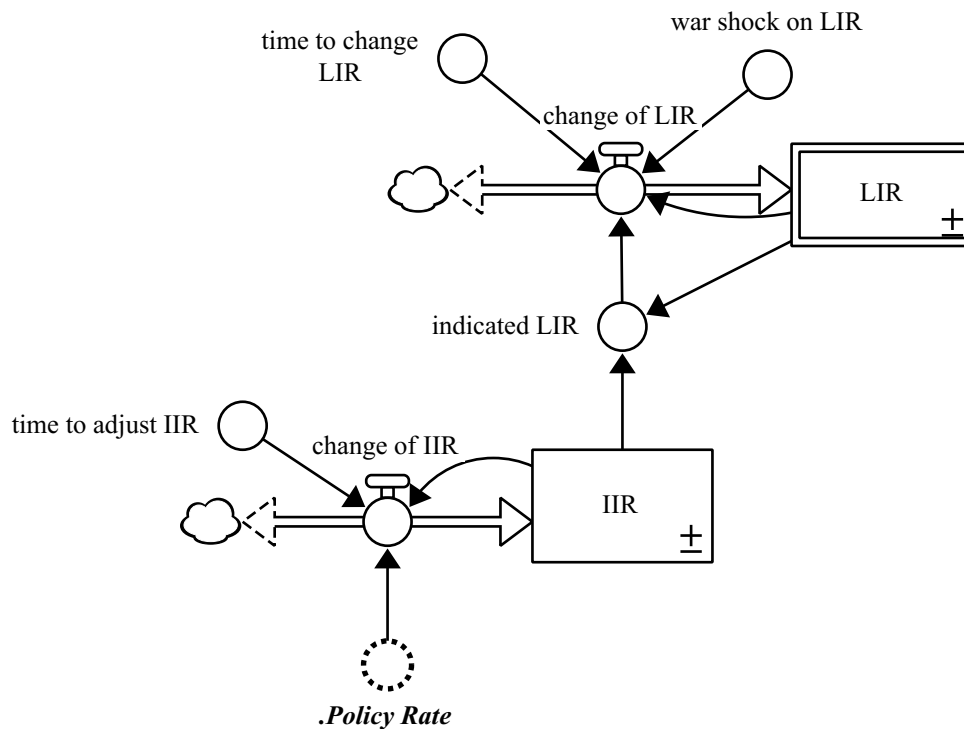 time to change
LIR
war shock on LIR
change of LIR
LIR
±
indicated LIR
time to adjust IIR
change of IIR
IIR
±
.Policy Rate